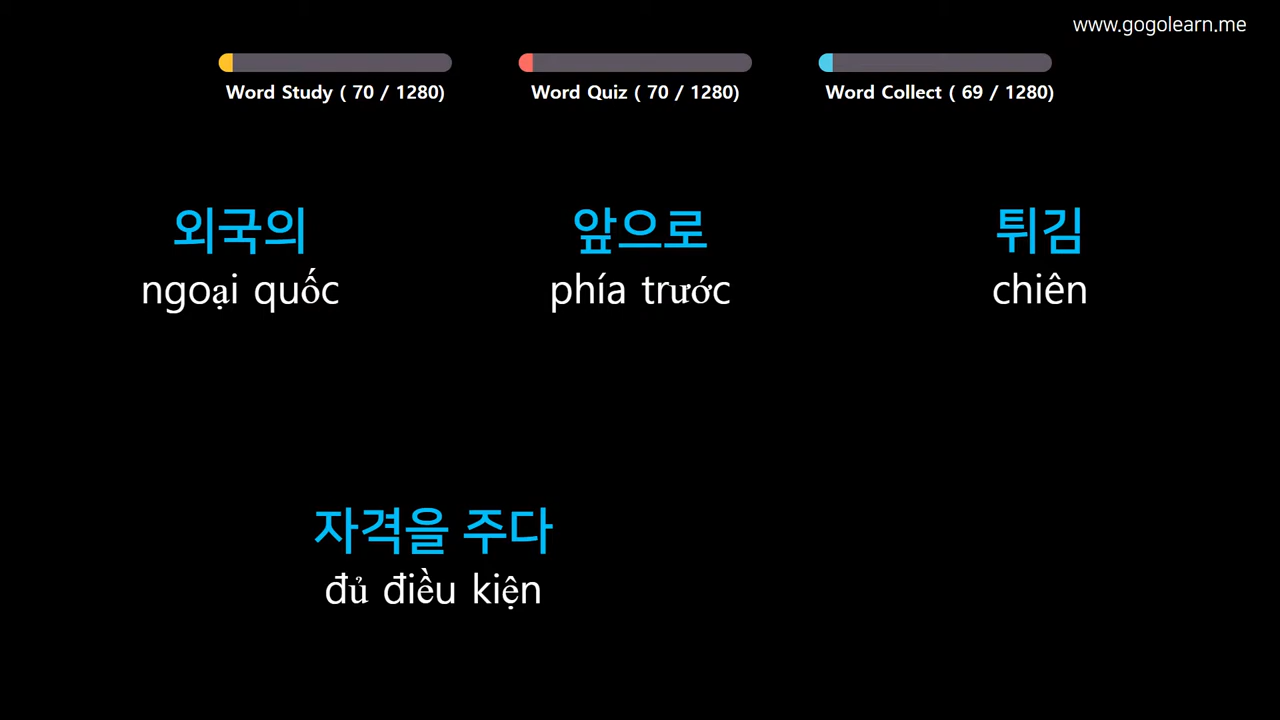 www.gogolearn.me
Word Study ( 70 / 1280)
Word Quiz ( 70 / 1280)
Word Collect ( 69 / 1280)
외국의
ngoại quốc
앞으로
phía trước
튀김
chiên
자격을 주다
đủ điều kiện